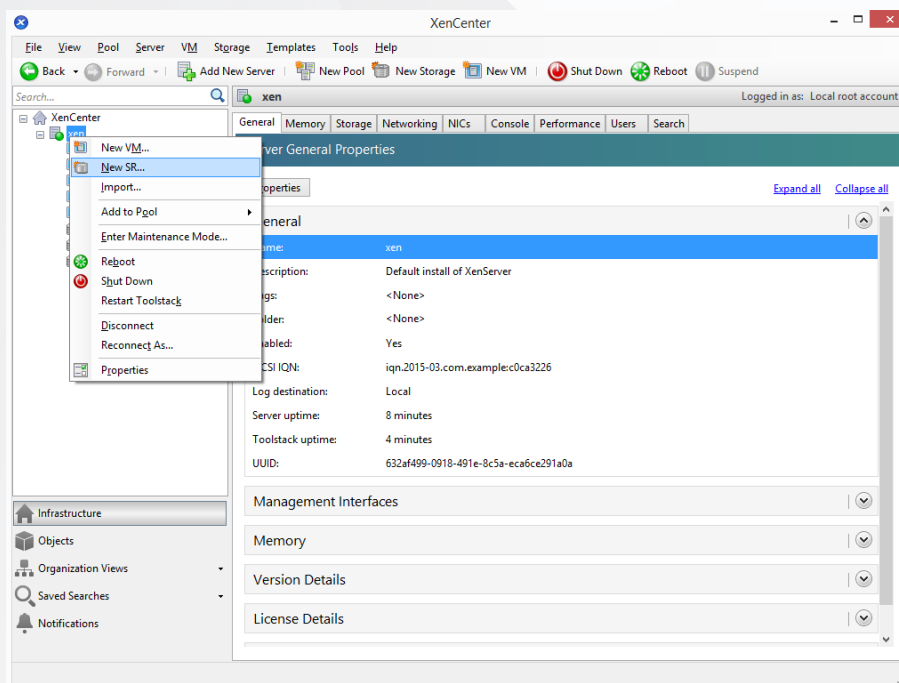 XenCenter
File View Pool Server VM Storage Templates Tools Help
Back Forward Add New Server New Pool New Storage New VM Shut Down Reboot Suspend
Search... xen Logged in as: Local root account
XenCenter
xen
General Memory Storage Networking NICs Console Performance Users Search
New VM...
New SR...
Import...
Add to Pool
Enter Maintenance Mode...
Reboot
Shut Down
Restart Toolstack
Disconnect
Reconnect As...
Properties
ver General Properties
operties Expand all Collapse all
eneral
ame: xen
escription: Default install of XenServer
gs: <None>
lder: <None>
abled: Yes
CSI IQN: iqn.2015-03.com.example:c0ca3226
Log destination: Local
Server uptime: 8 minutes
Toolstack uptime: 4 minutes
UUID: 632af499-0918-491e-8c5a-eca6ce291a0a
Management Interfaces
Memory
Version Details
License Details
Infrastructure
Objects
Organization Views
Saved Searches
Notifications